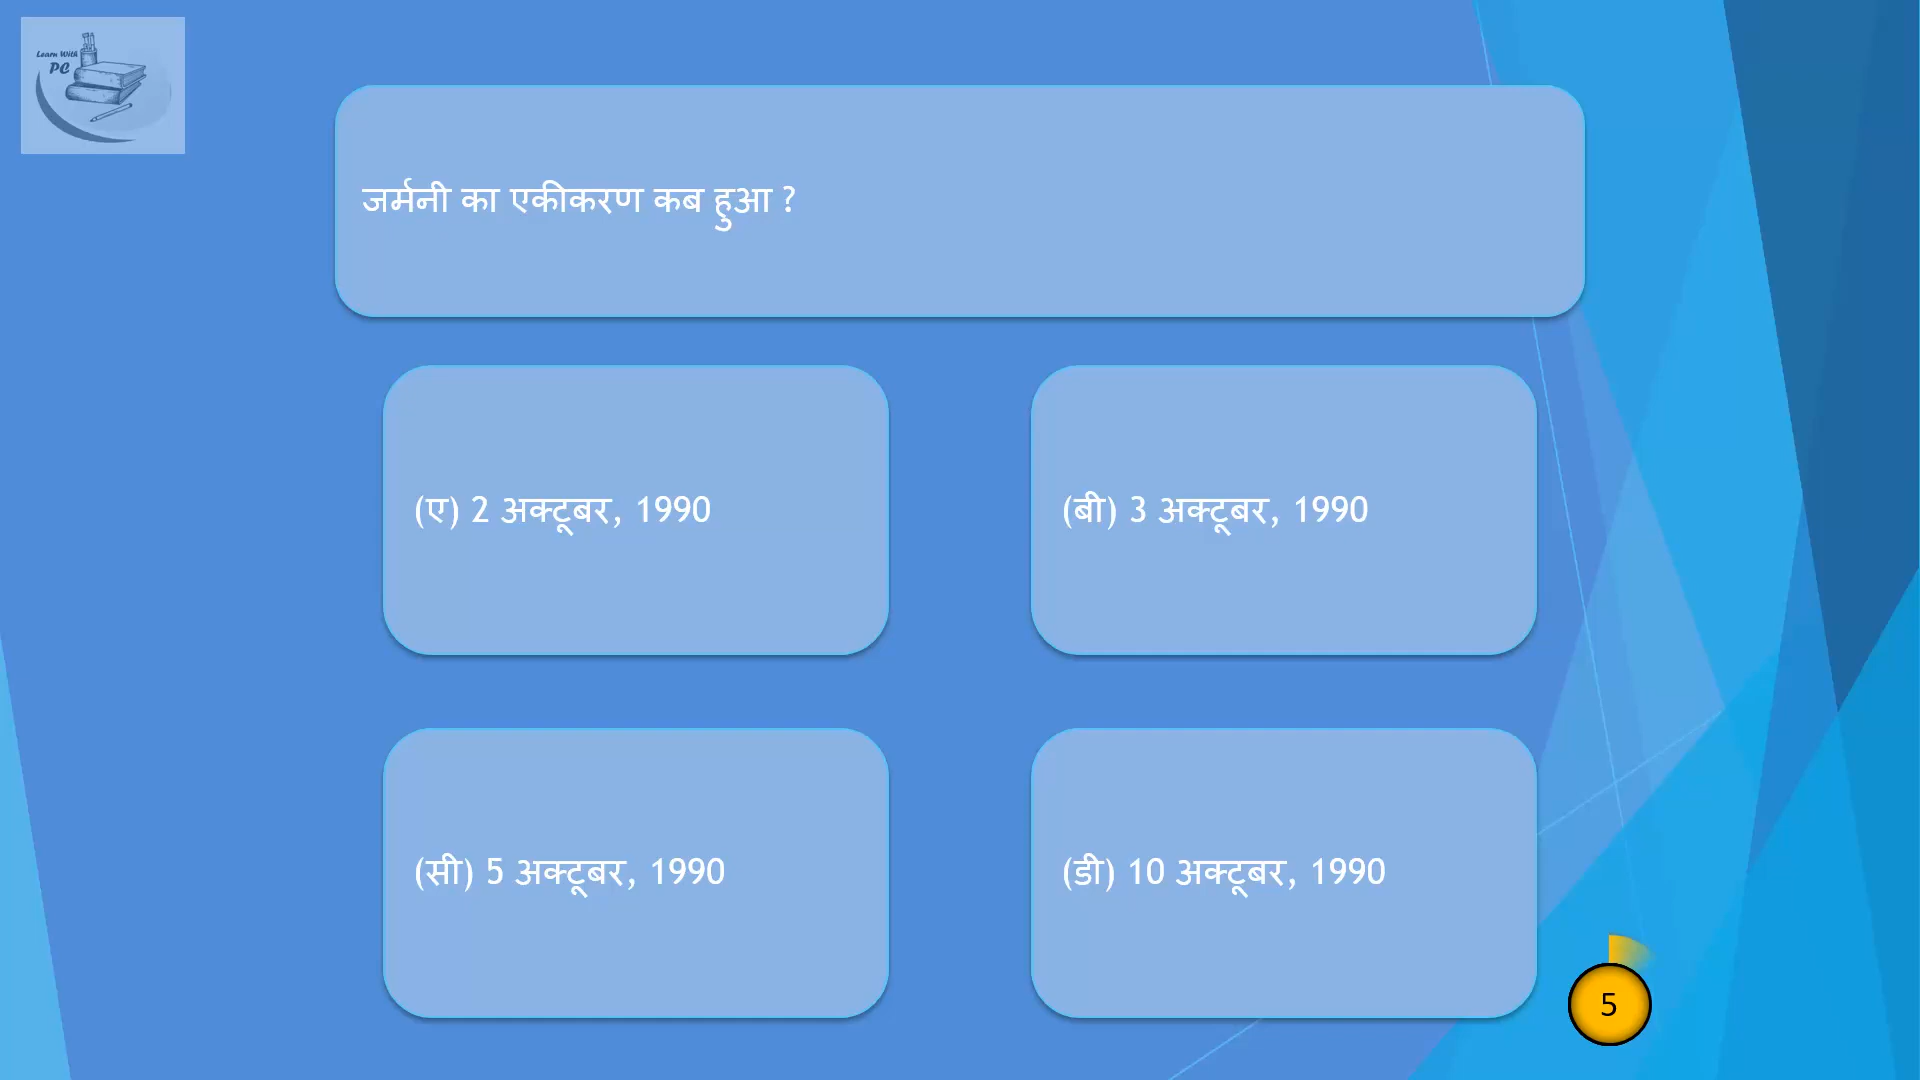 Learn With
PC
जर्मनी का एकीकरण कब हुआ ?
(ए) 2 अक्टूबर, 1990
(बी) 3 अक्टूबर, 1990
(सी) 5 अक्टूबर, 1990
(डी) 10 अक्टूबर, 1990
5